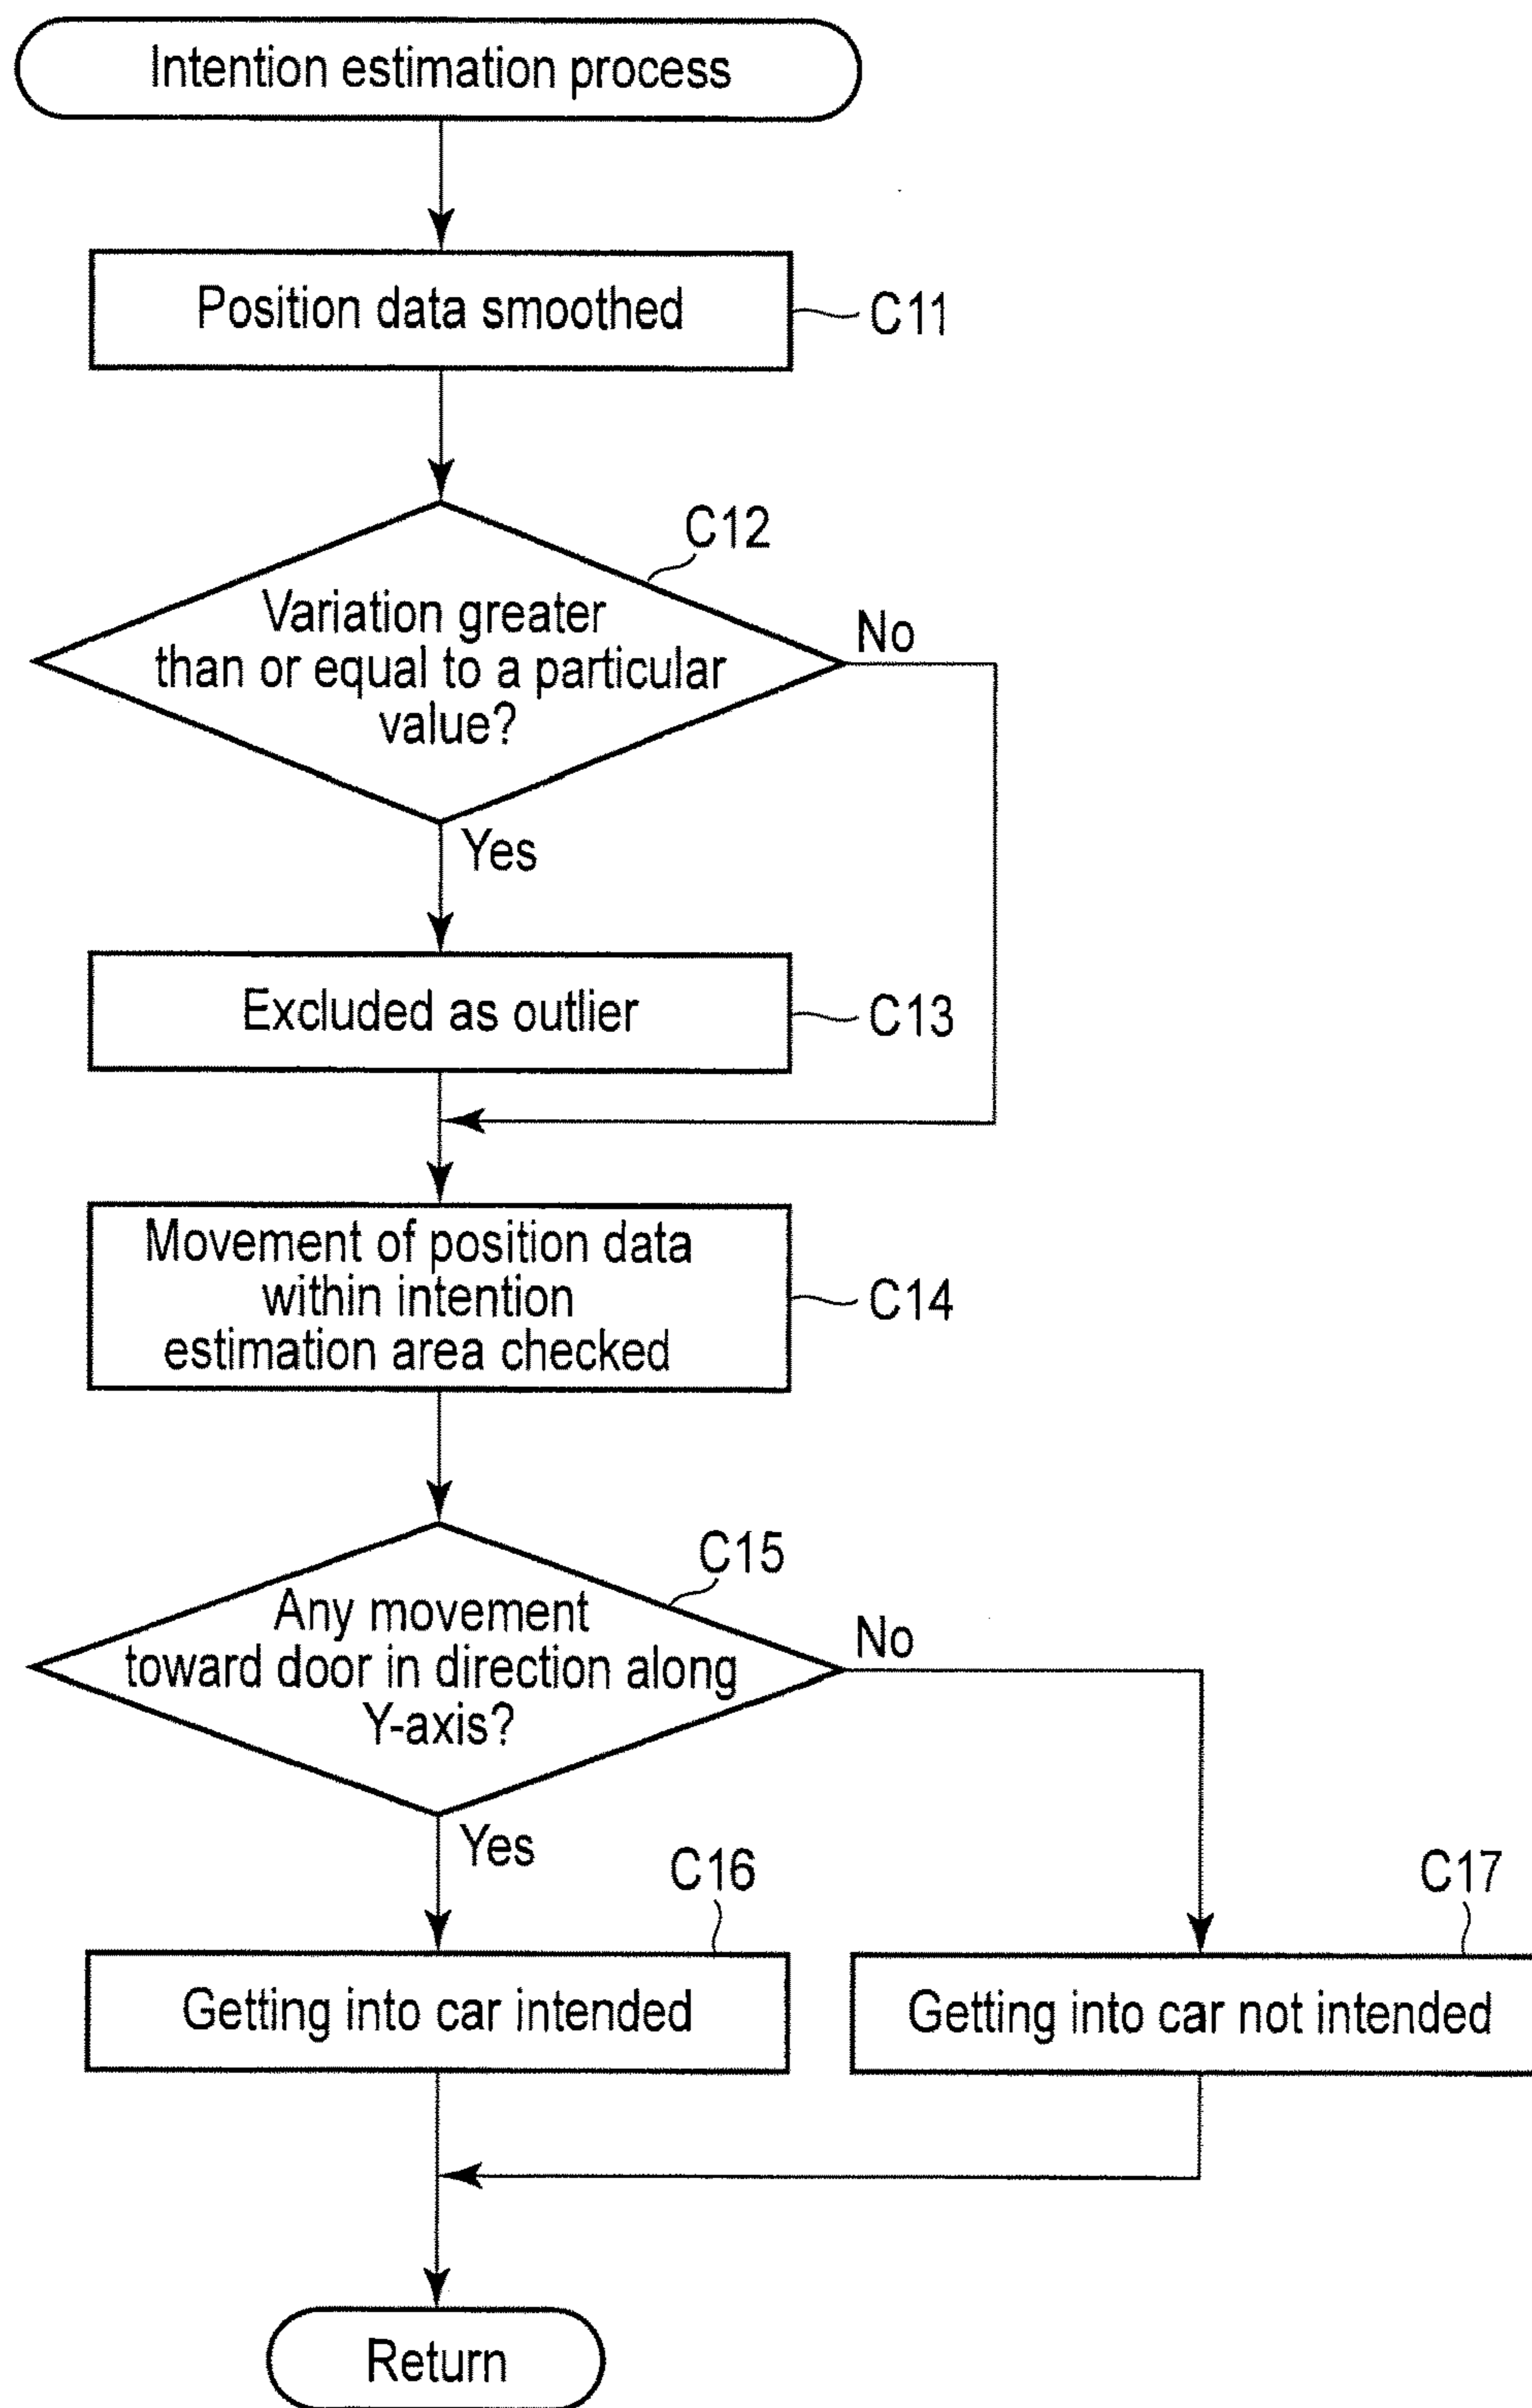 Intention estimation process
Position data smoothed
C11
C12
Variation greater
than or equal to a particular
value?
No
Yes
Excluded as outlier
C13
Movement of position data
within intention
estimation area checked
C14
C15
Any movement
toward door in direction along
Y-axis?
No
Yes
C16
C17
Getting into car intended
Getting into car not intended
Return